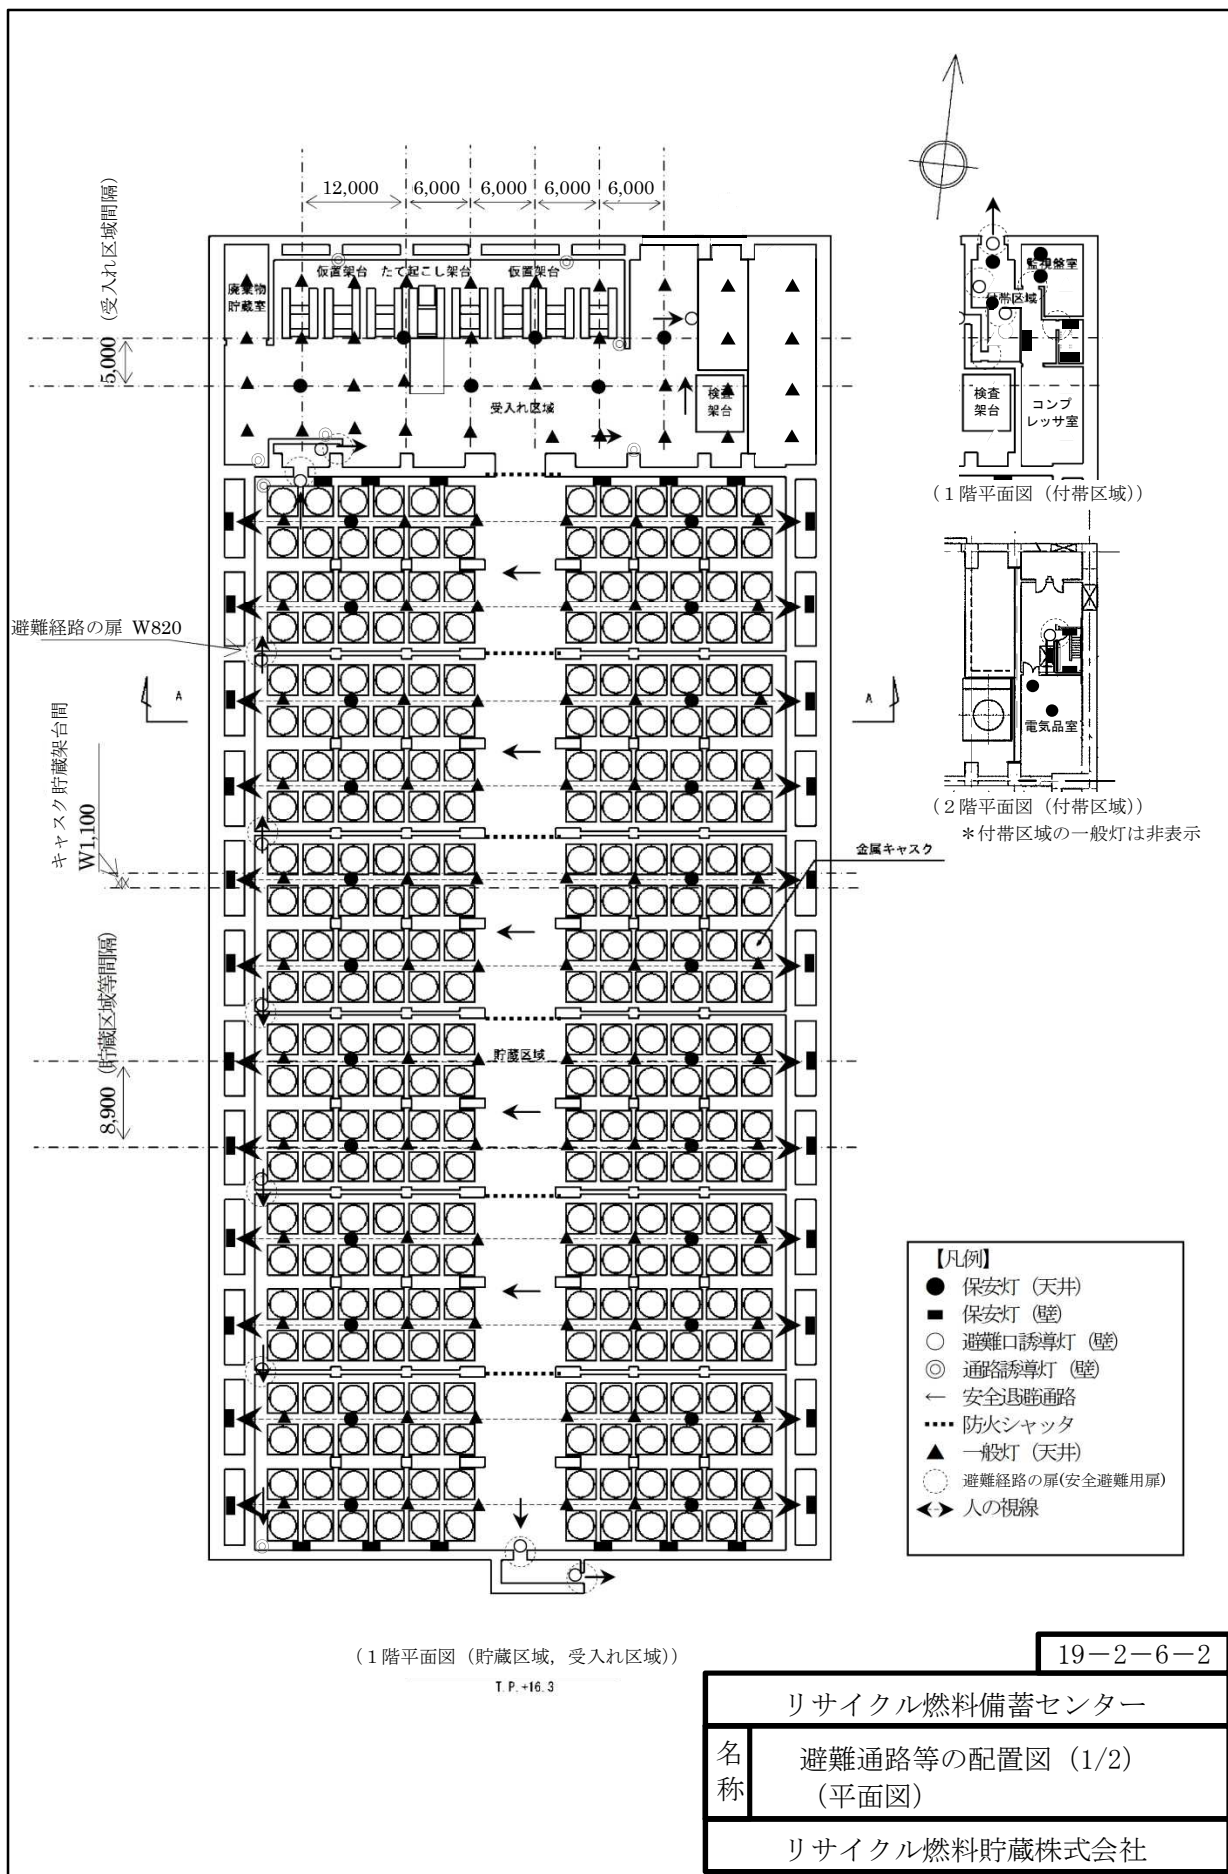 12,000
6,000
6,000
6,000
6,000
5,000 (受入れ区域間隔)
仮置架台
たて起こし架台
仮置架台
廃棄物
貯蔵室
受入れ区域
検査
架台
監視盤室
付帯区域
検査
架台
コンプ
レッサ室
(1階平面図 (付帯区域))
避難経路の扉 W820
A
A
電気品室
(2階平面図 (付帯区域))
*付帯区域の一般灯は非表示
キャスク貯蔵架台間
W1,100
金属キャスク
8,900 (貯蔵区域等間隔)
貯蔵区域
【凡例】
保安灯 (天井)
保安灯 (壁)
避難口誘導灯 (壁)
通路誘導灯 (壁)
安全退避通路
防火シャッタ
一般灯 (天井)
避難経路の扉(安全避難用扉)
人の視線
(1階平面図 (貯蔵区域, 受入れ区域))
T.P.+16.3
19-2-6-2
リサイクル燃料備蓄センター
名称
避難通路等の配置図 (1/2)
(平面図)
リサイクル燃料貯蔵株式会社